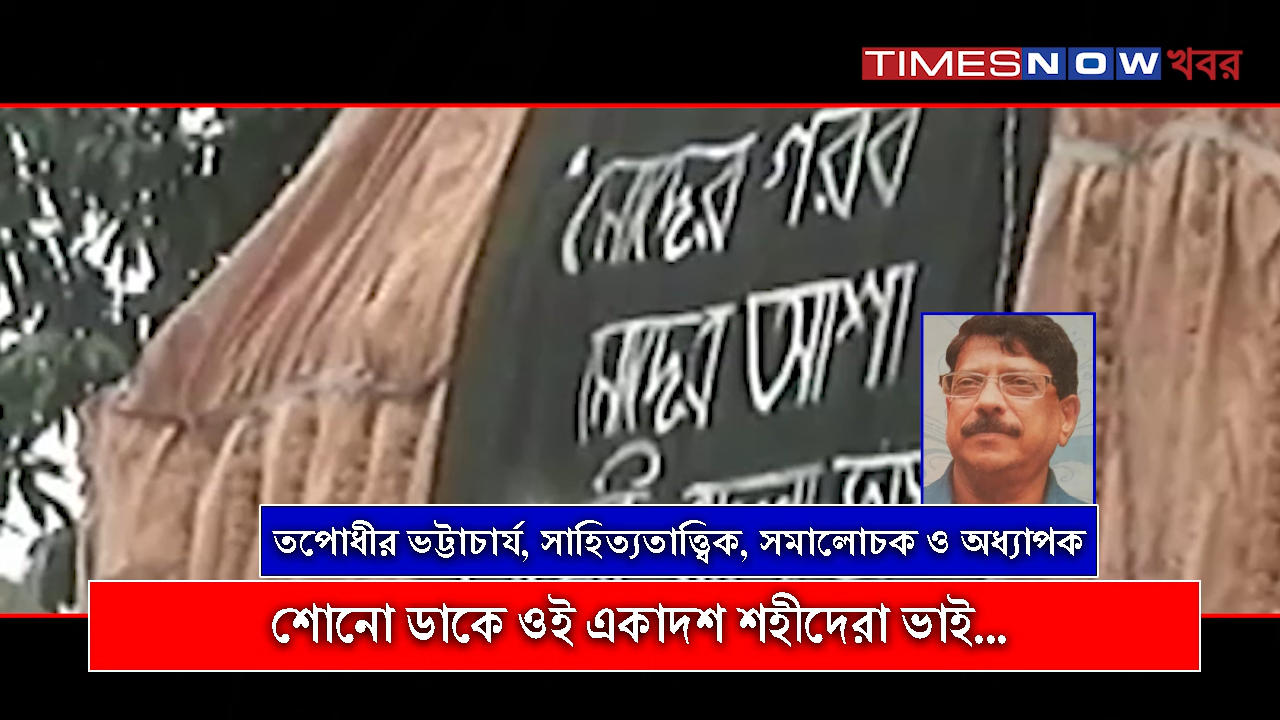 TIMES NOW খবর
'মোদের গরব
মোদের আশা
তপোধীর ভট্টাচার্য, সাহিত্যতাত্ত্বিক, সমালোচক ও অধ্যাপক
শোনো ডাকে ওই একাদশ শহীদেরা ভাই...